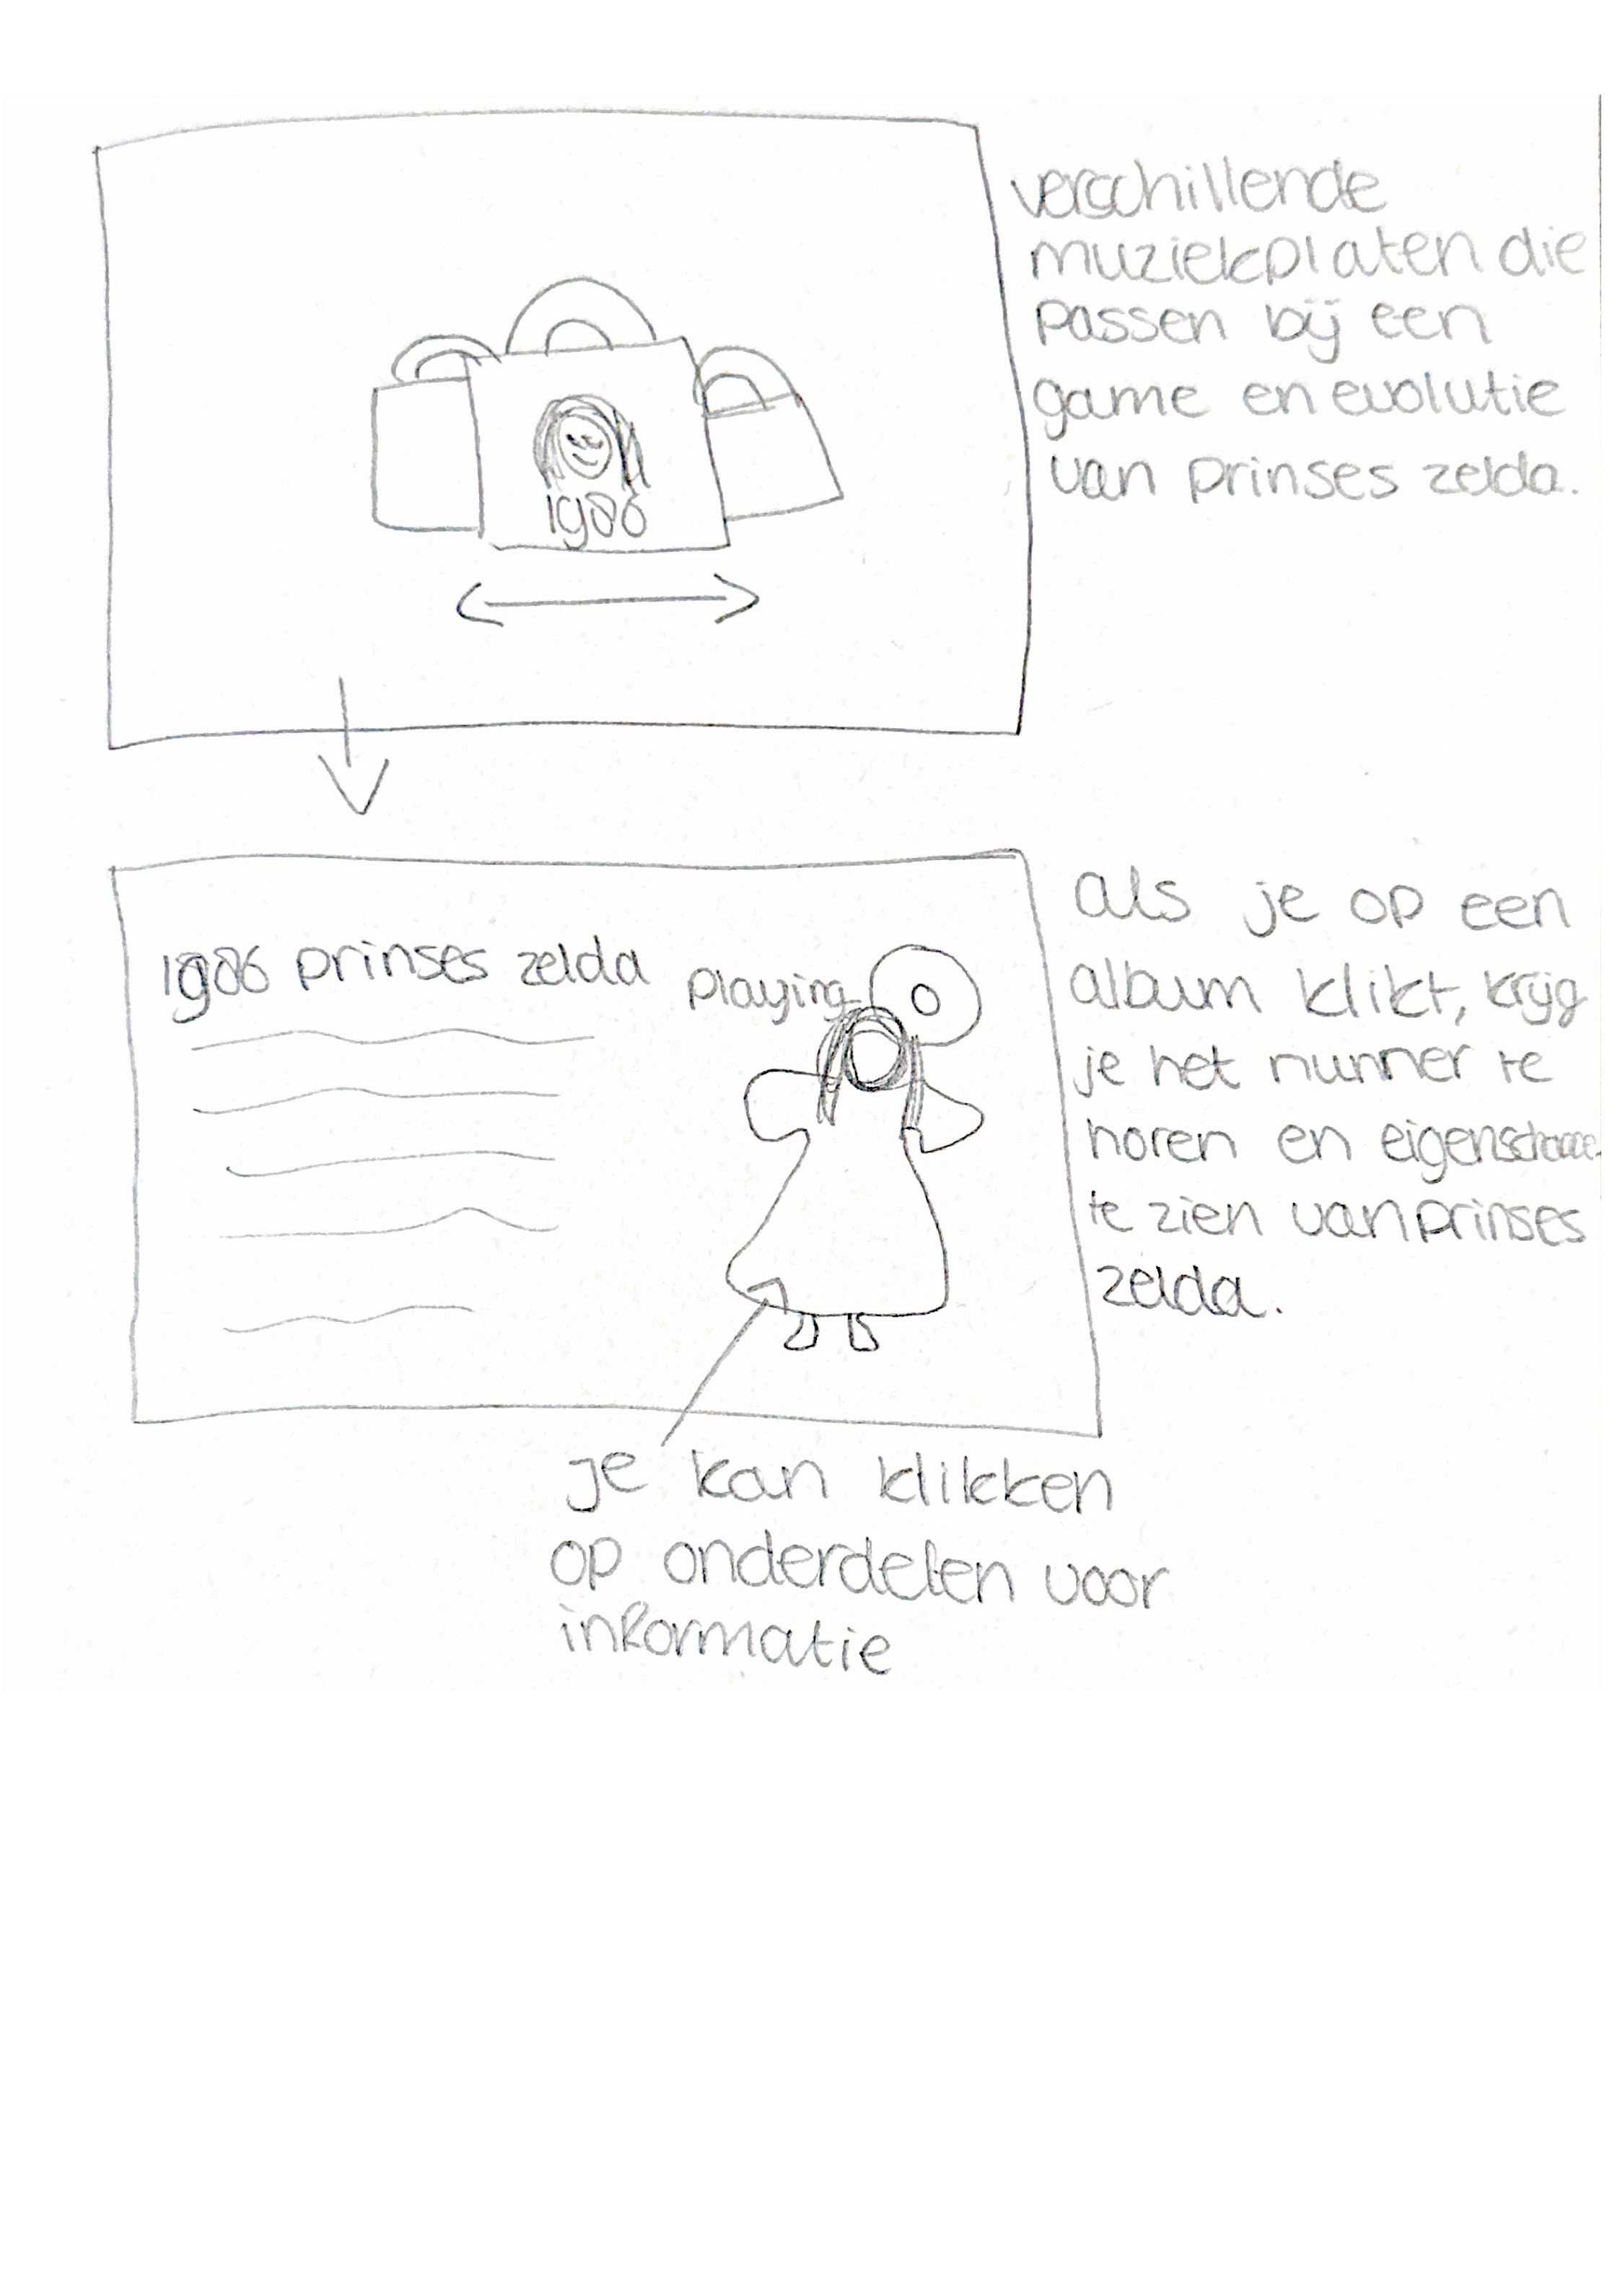 verschillende
muziekplaten die
passen bij een
game en evolutie
van prinses zelda.
1986
1986 prinses zelda
playing
als je op een
album klikt, krijg
je het nummer te
horen en
te zien van prinses
zelda.
je kan klikken
op onderdelen voor
informatie